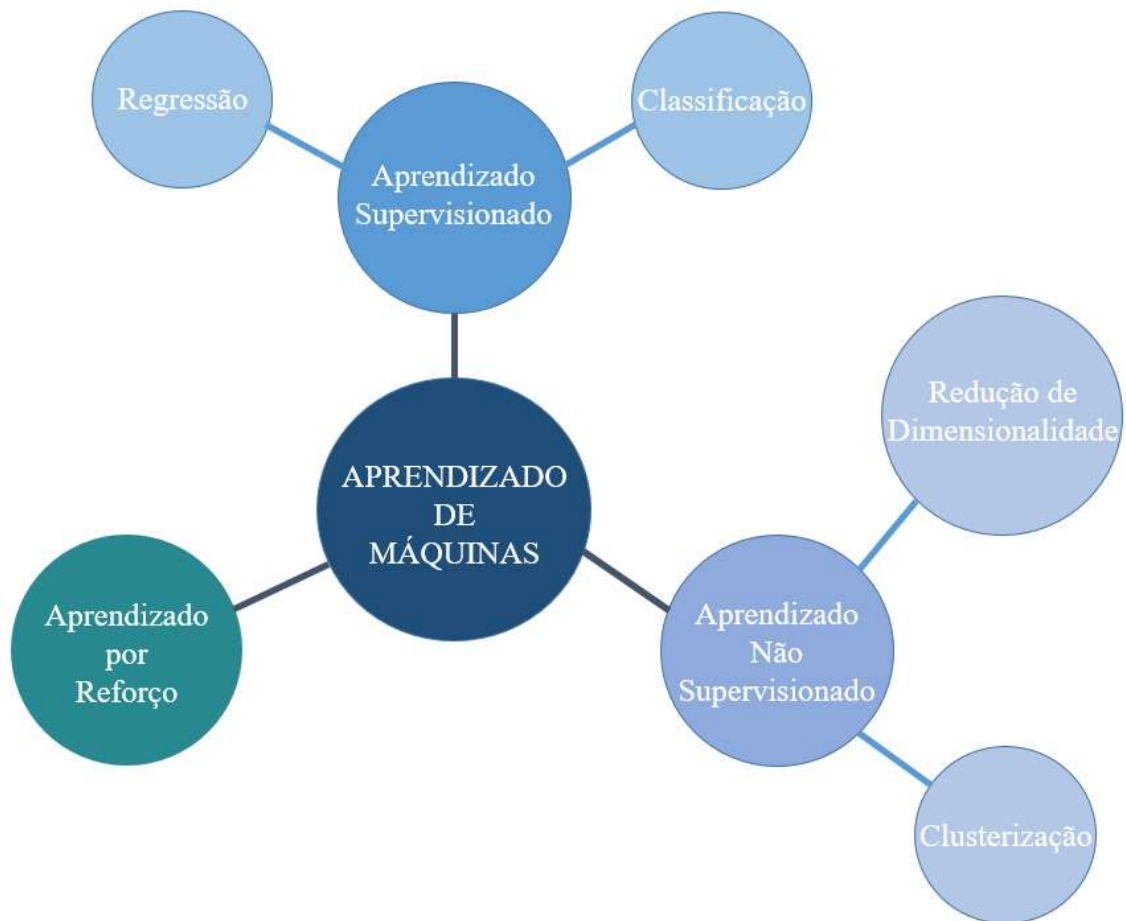 Regressão
Classificação
Aprendizado
Supervisionado
Redução de
Dimensionalidade
APRENDIZADO
DE
MÁQUINAS
Aprendizado
por
Reforço
Aprendizado
Não
Supervisionado
Clusterização